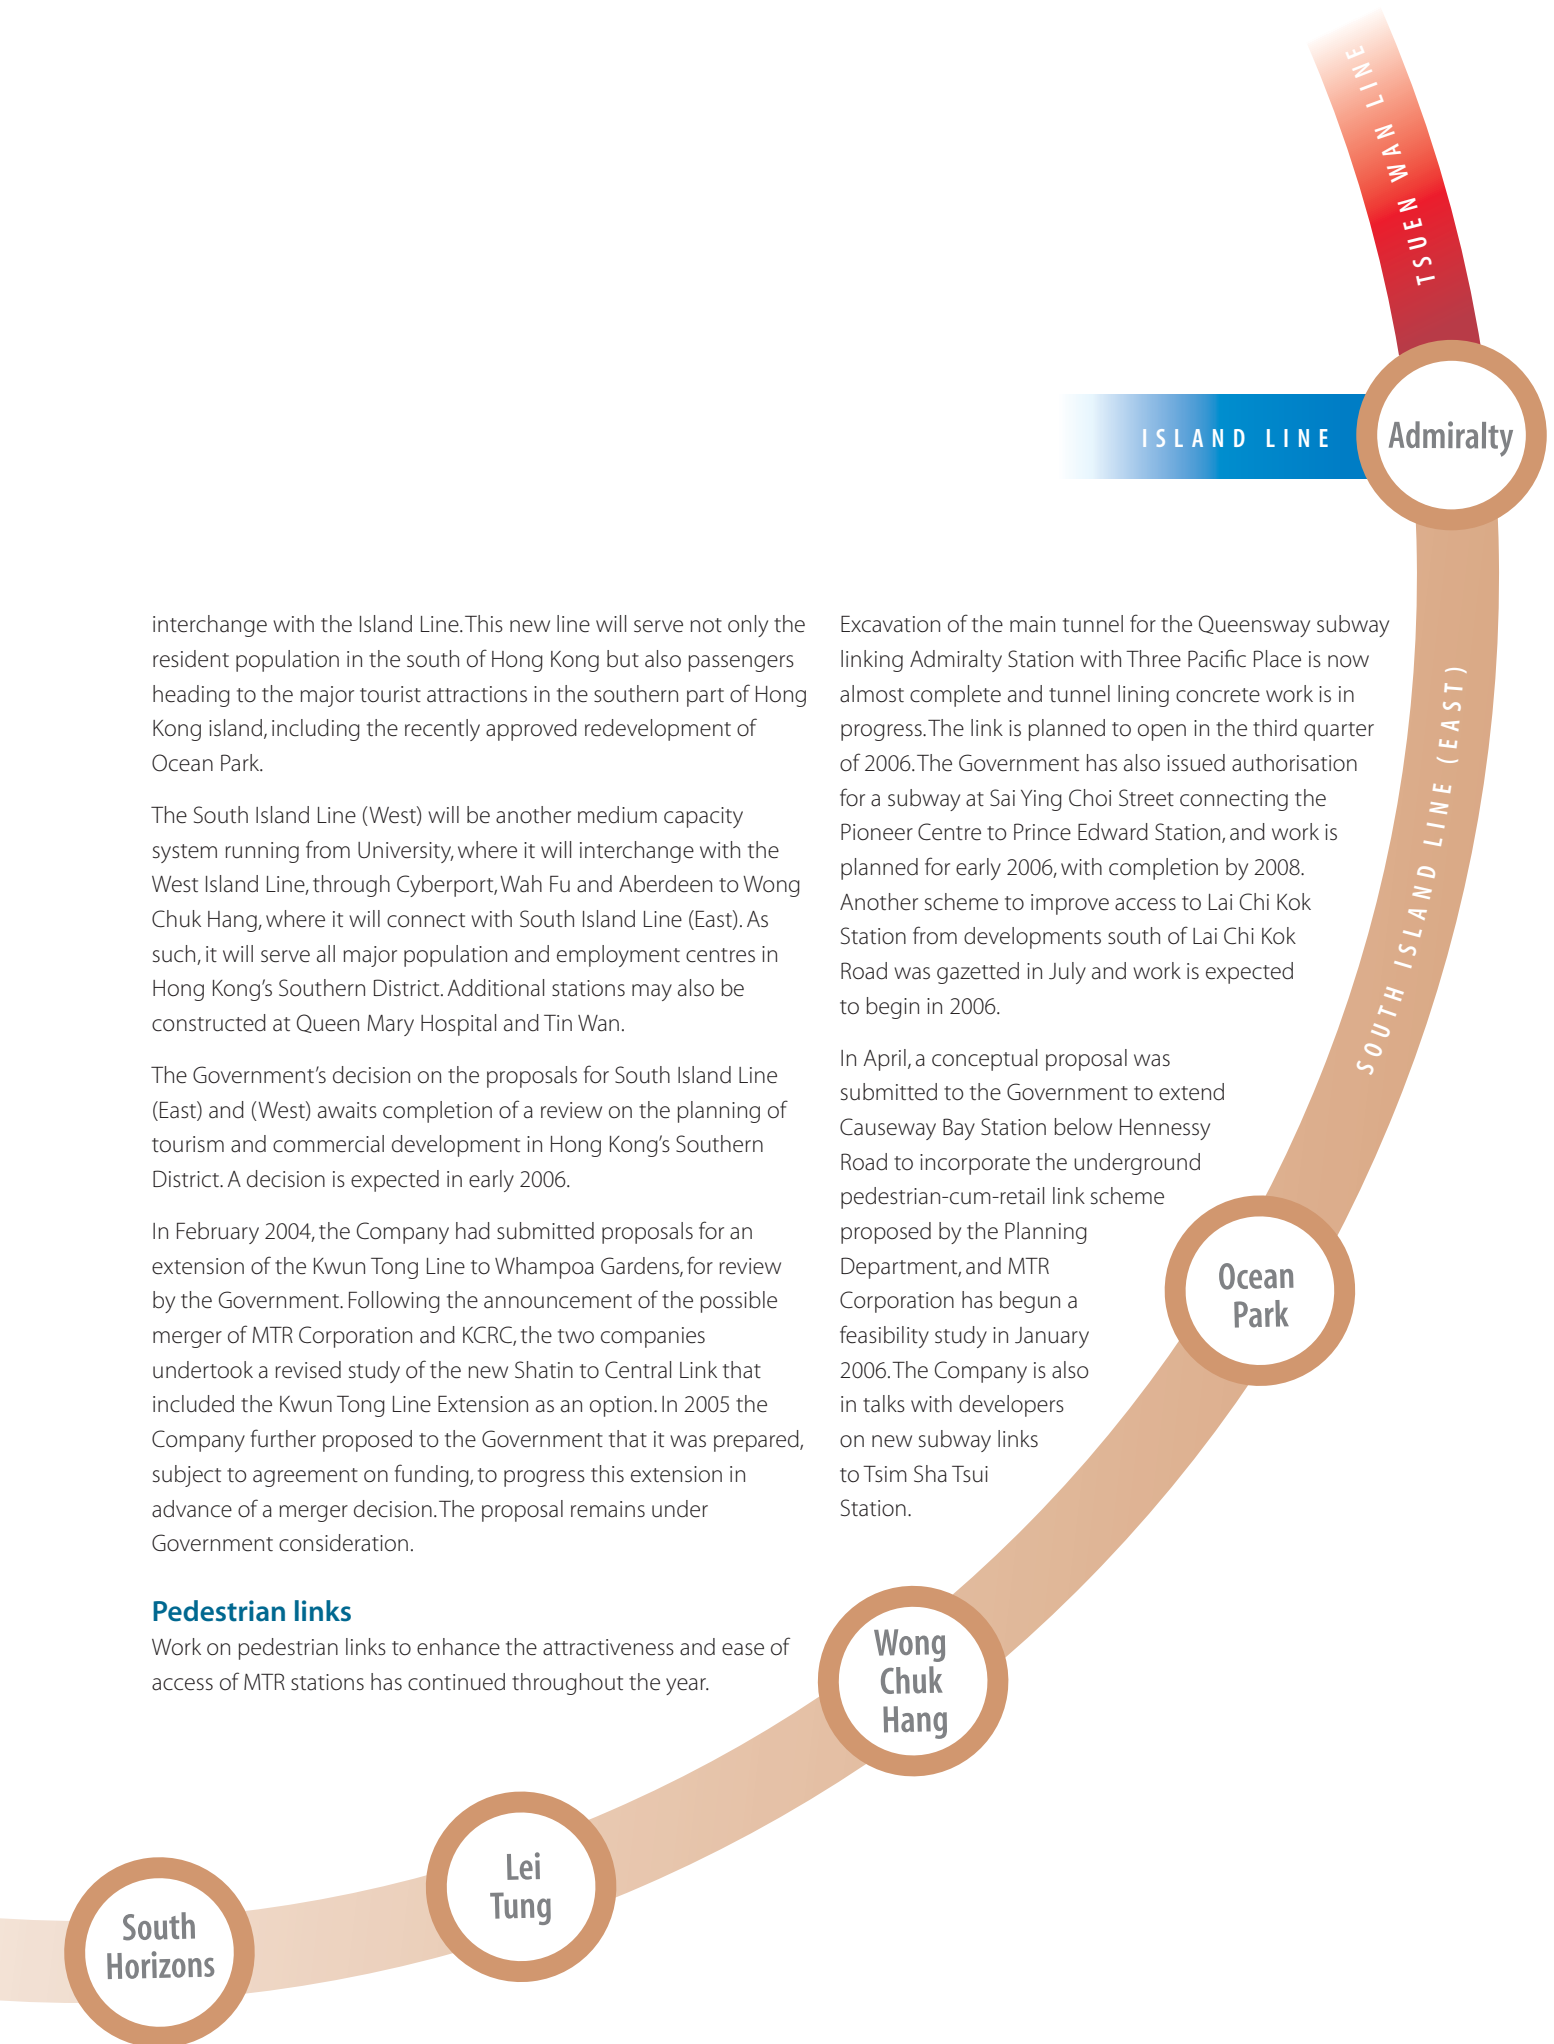 TSUEN WAN LINE
ISLAND LINE
Admiralty
interchange with the Island Line. This new line will serve not only the
resident population in the south of Hong Kong but also passengers
heading to the major tourist attractions in the southern part of Hong
Kong island, including the recently approved redevelopment of
Ocean Park.
The South Island Line (West) will be another medium capacity
system running from University, where it will interchange with the
West Island Line, through Cyberport, Wah Fu and Aberdeen to Wong
Chuk Hang, where it will connect with South Island Line (East). As
such, it will serve all major population and employment centres in
Hong Kong’s Southern District. Additional stations may also be
constructed at Queen Mary Hospital and Tin Wan.
The Government’s decision on the proposals for South Island Line
(East) and (West) awaits completion of a review on the planning of
tourism and commercial development in Hong Kong’s Southern
District. A decision is expected in early 2006.
In February 2004, the Company had submitted proposals for an
extension of the Kwun Tong Line to Whampoa Gardens, for review
by the Government. Following the announcement of the possible
merger of MTR Corporation and KCRC, the two companies
undertook a revised study of the new Shatin to Central Link that
included the Kwun Tong Line Extension as an option. In 2005 the
Company further proposed to the Government that it was prepared,
subject to agreement on funding, to progress this extension in
advance of a merger decision. The proposal remains under
Government consideration.
Pedestrian links
Work on pedestrian links to enhance the attractiveness and ease of
access of MTR stations has continued throughout the year.
Excavation of the main tunnel for the Queensway subway
linking Admiralty Station with Three Pacific Place is now
almost complete and tunnel lining concrete work is in
progress. The link is planned to open in the third quarter
of 2006. The Government has also issued authorisation
for a subway at Sai Ying Choi Street connecting the
Pioneer Centre to Prince Edward Station, and work is
planned for early 2006, with completion by 2008.
Another scheme to improve access to Lai Chi Kok
Station from developments south of Lai Chi Kok
Road was gazetted in July and work is expected
to begin in 2006.
In April, a conceptual proposal was
submitted to the Government to extend
Causeway Bay Station below Hennessy
Road to incorporate the underground
pedestrian-cum-retail link scheme
proposed by the Planning
Department, and MTR
Corporation has begun a
feasibility study in January
2006. The Company is also
in talks with developers
on new subway links
to Tsim Sha Tsui
Station.
SOUTH ISLAND LINE (EAST)
Ocean
Park
Wong
Chuk
Hang
Lei
Tung
South
Horizons